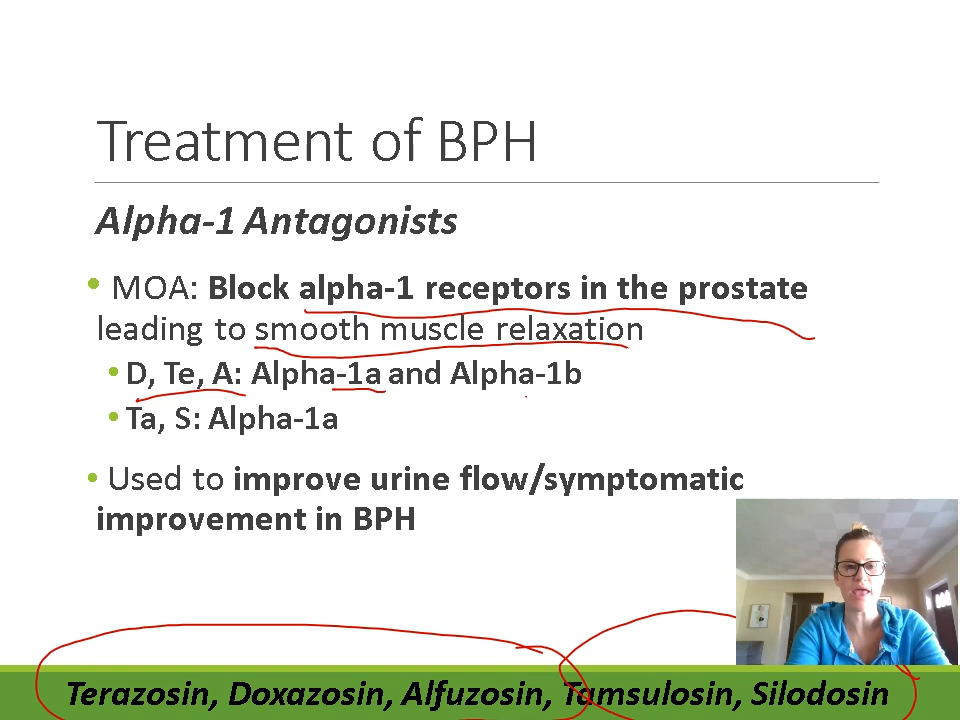 Treatment of BPH
Alpha-1 Antagonists
• MOA: Block alpha-1 receptors in the prostate
leading to smooth muscle relaxation
• D, Te, A: Alpha-1a and Alpha-1b
• Ta, S: Alpha-1a
• Used to improve urine flow/symptomatic
improvement in BPH
Terazosin, Doxazosin, Alfuzosin, Tamsulosin, Silodosin